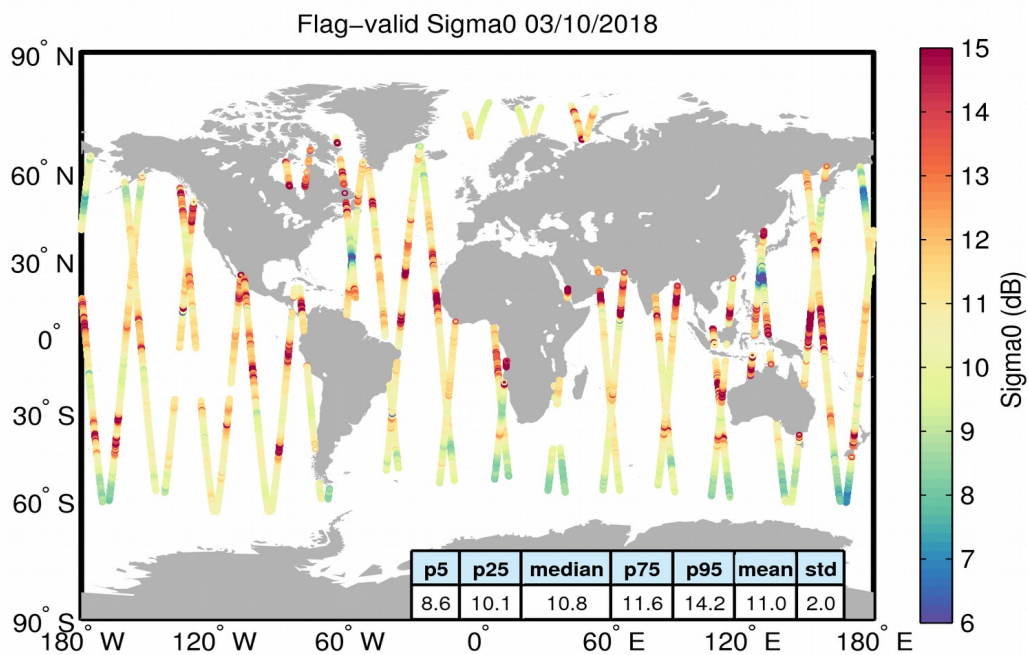 Flag−valid Sigma0 03/10/2018
90° N
60° N
30° N
0°
30° S
60° S
90° S
180° W
120° W
60° W
0°
60° E
120° E
180° E
15
14
13
12
11
10
9
8
7
6
Sigma0 (dB)
p5 p25 median p75 p95 mean std
8.6 10.1 10.8 11.6 14.2 11.0 2.0